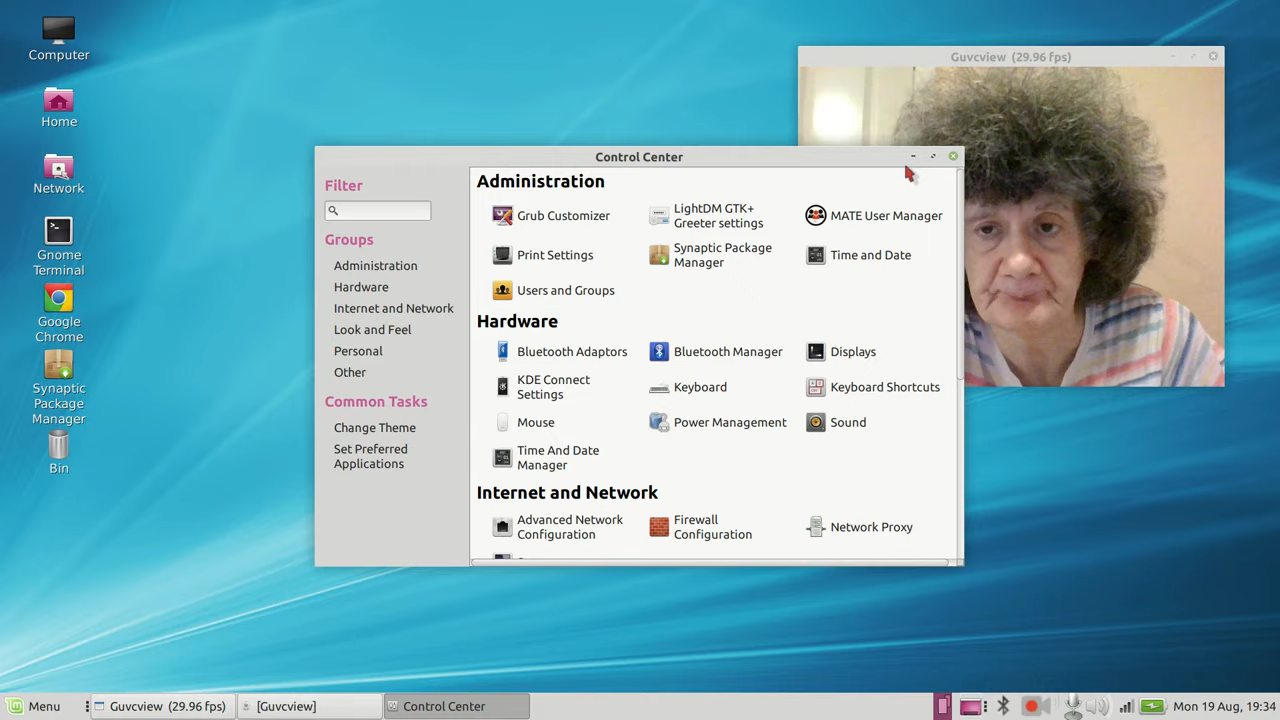 Computer
Home
Network
Gnome
Terminal
Google
Chrome
Synaptic
Package
Manager
Bin
Guvcview (29.96 fps)
Control Center
Filter
Groups
Administration
Hardware
Internet and Network
Look and Feel
Personal
Other
Common Tasks
Change Theme
Set Preferred
Applications
Administration
Grub Customizer
LightDM GTK+
Greeter settings
MATE User Manager
Print Settings
Synaptic Package
Manager
Time and Date
Users and Groups
Hardware
Bluetooth Adaptors
Bluetooth Manager
Displays
KDE Connect
Settings
Keyboard
Keyboard Shortcuts
Mouse
Power Management
Sound
Time And Date
Manager
Internet and Network
Advanced Network
Configuration
Firewall
Configuration
Network Proxy
Menu
Guvcview (29.96 fps)
[Guvcview]
Control Center
Mon 19 Aug, 19:34